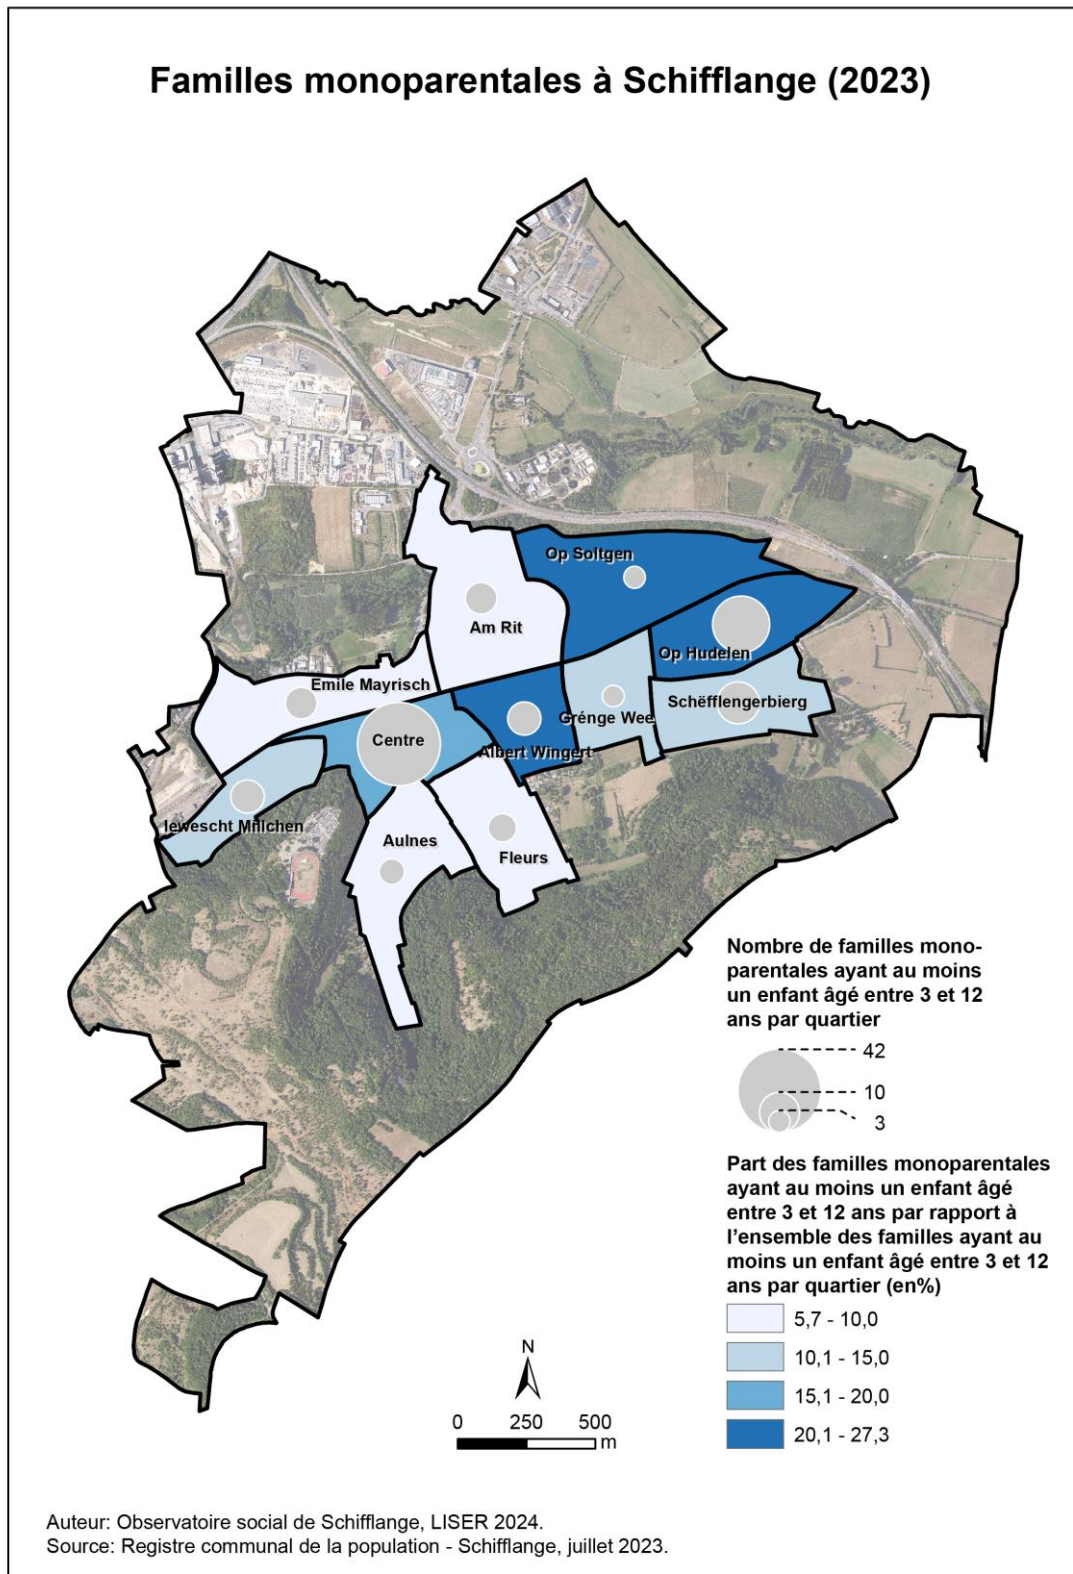 Familles monoparentales à Schifflange (2023)
Op Soltgen
Am Rit
Op Hudelen
Emile Mayrisch
Schëfflengerbierg
Grénge Wee
Centre
Albert Wingert
Iewescht Millchen
Aulnes
Fleurs
Nombre de familles mono-
parentales ayant au moins
un enfant âgé entre 3 et 12
ans par quartier
42
10
3
Part des familles monoparentales
ayant au moins un enfant âgé
entre 3 et 12 ans par rapport à
l'ensemble des familles ayant au
moins un enfant âgé entre 3 et 12
ans par quartier (en%)
5,7 - 10,0
10,1 - 15,0
15,1 - 20,0
20,1 - 27,3
N
0 250 500
m
Auteur: Observatoire social de Schifflange, LISER 2024.
Source: Registre communal de la population - Schifflange, juillet 2023.